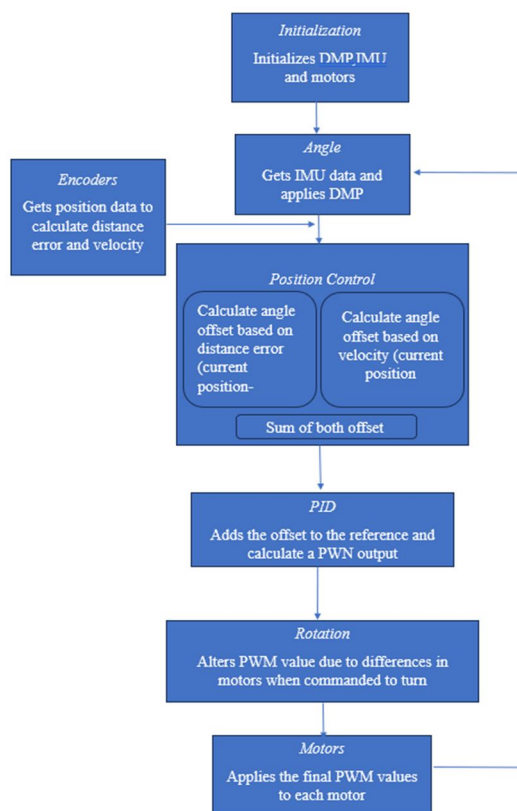 Initialization
Initializes DMP,IMU
and motors
Angle
Gets IMU data and
applies DMP
Encoders
Gets position data to
calculate distance
error and velocity
Position Control
Calculate angle
offset based on
distance error
(current
position-
Calculate angle
offset based on
velocity (current
position
Sum of both offset
PID
Adds the offset to the reference and
calculate a PWN output
Rotation
Alters PWM value due to differences in
motors when commanded to turn
Motors
Applies the final PWM values
to each motor